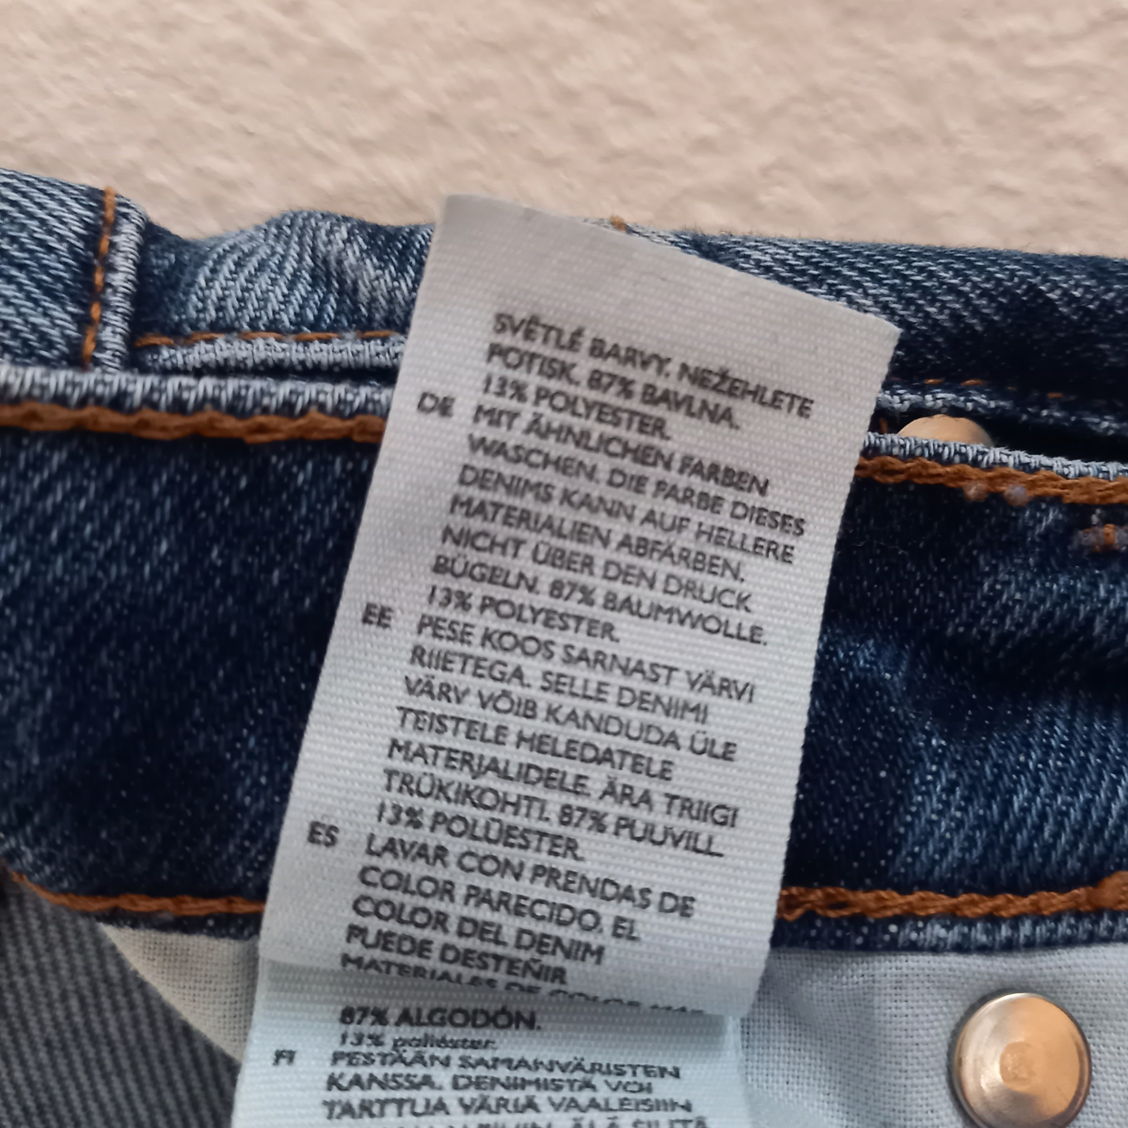 SVĚTLÉ BARVY. NEŽEHLETE
POTISK. 87% BAVLNA.
13% POLYESTER.
DE MIT ÄHNLICHEN FARBEN
WASCHEN. DIE FARBE DIESES
DENIMS KANN AUF HELLERE
MATERIALIEN ABFÄRBEN.
NICHT ÜBER DEN DRUCK
BÜGELN. 87% BAUMWOLLE.
13% POLYESTER.
EE PESE KOOS SARNAST VÄRVI
RIIETEGA. SELLE DENIMI
VÄRV VÕIB KANDUDA ÜLE
TEISTELE HELEDATELE
MATERJALIDELE. ÄRA TRIIGI
TRÜKIKOHTI. 87% PUUVILL.
13% POLÜESTER.
ES LAVAR CON PRENDAS DE
COLOR PARECIDO. EL
COLOR DEL DENIM
PUEDE DESTEÑIR
MATERIALES DE COLOR
87% ALGODÓN.
13% poliéster.
FI PESTÄÄN SAMANVÄRISTEN
KANSSA. DENIMISTÄ VOI
TARTTUA VÄRIÄ VAALEISIIN